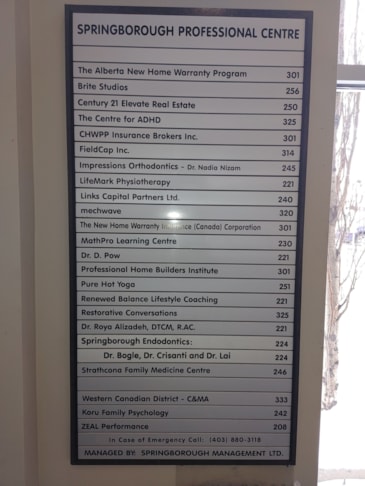 SPRINGBOROUGH PROFESSIONAL CENTRE
The Alberta New Home Warranty Program 301
Brite Studios 256
Century 21 Elevate Real Estate 250
The Centre for ADHD 325
CHWPP Insurance Brokers Inc. 301
FieldCap Inc. 314
Impressions Orthodontics - Dr. Nadia Nizam 245
LifeMark Physiotherapy 221
Links Capital Partners Ltd. 240
mechwave 320
The New Home Warranty Insurance (Canada) Corporation 301
MathPro Learning Centre 230
Dr. D. Pow 221
Professional Home Builders Institute 301
Pure Hot Yoga 251
Renewed Balance Lifestyle Coaching 221
Restorative Conversations 325
Dr. Roya Alizadeh, DTCM, R.AC. 221
Springborough Endodontics: 224
Dr. Bogle, Dr. Crisanti and Dr. Lai 224
Strathcona Family Medicine Centre 246
Western Canadian District - C&MA 333
Koru Family Psychology 242
ZEAL Performance 208
In Case of Emergency Call: (403) 880-3118
MANAGED BY: SPRINGBOROUGH MANAGEMENT LTD.